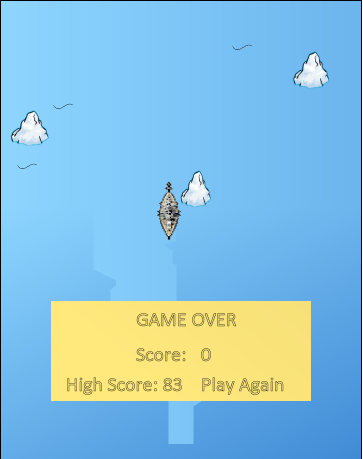 GAME OVER
Score: 0
High Score: 83 Play Again